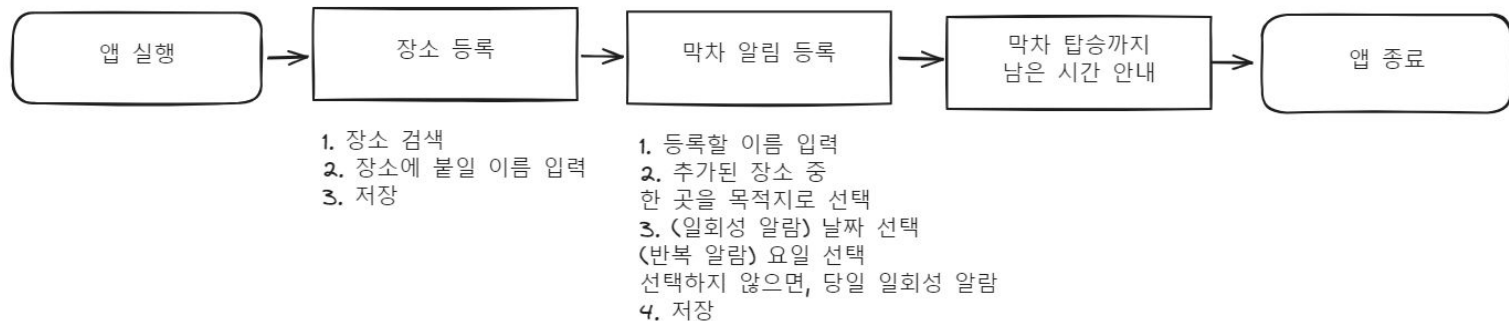 앱 실행
장소 등록
막차 알림 등록
막차 탑승까지
남은 시간 안내
앱 종료
1. 장소 검색
2. 장소에 붙일 이름 입력
3. 저장
1. 등록할 이름 입력
2. 추가된 장소 중
한 곳을 목적지로 선택
3. (일회성 알람) 날짜 선택
(반복 알람) 요일 선택
선택하지 않으면, 당일 일회성 알람
4. 저장